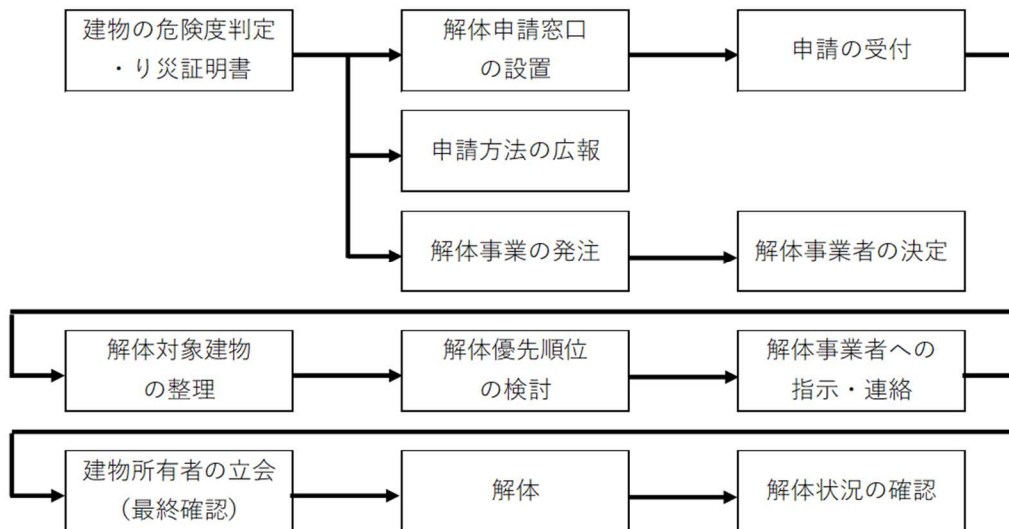 建物の危険度判定
・り災証明書
解体申請窓口
の設置
申請の受付
申請方法の広報
解体事業の発注
解体事業者の決定
解体対象建物
の整理
解体優先順位
の検討
解体事業者への
指示・連絡
建物所有者の立会
（最終確認）
解体
解体状況の確認